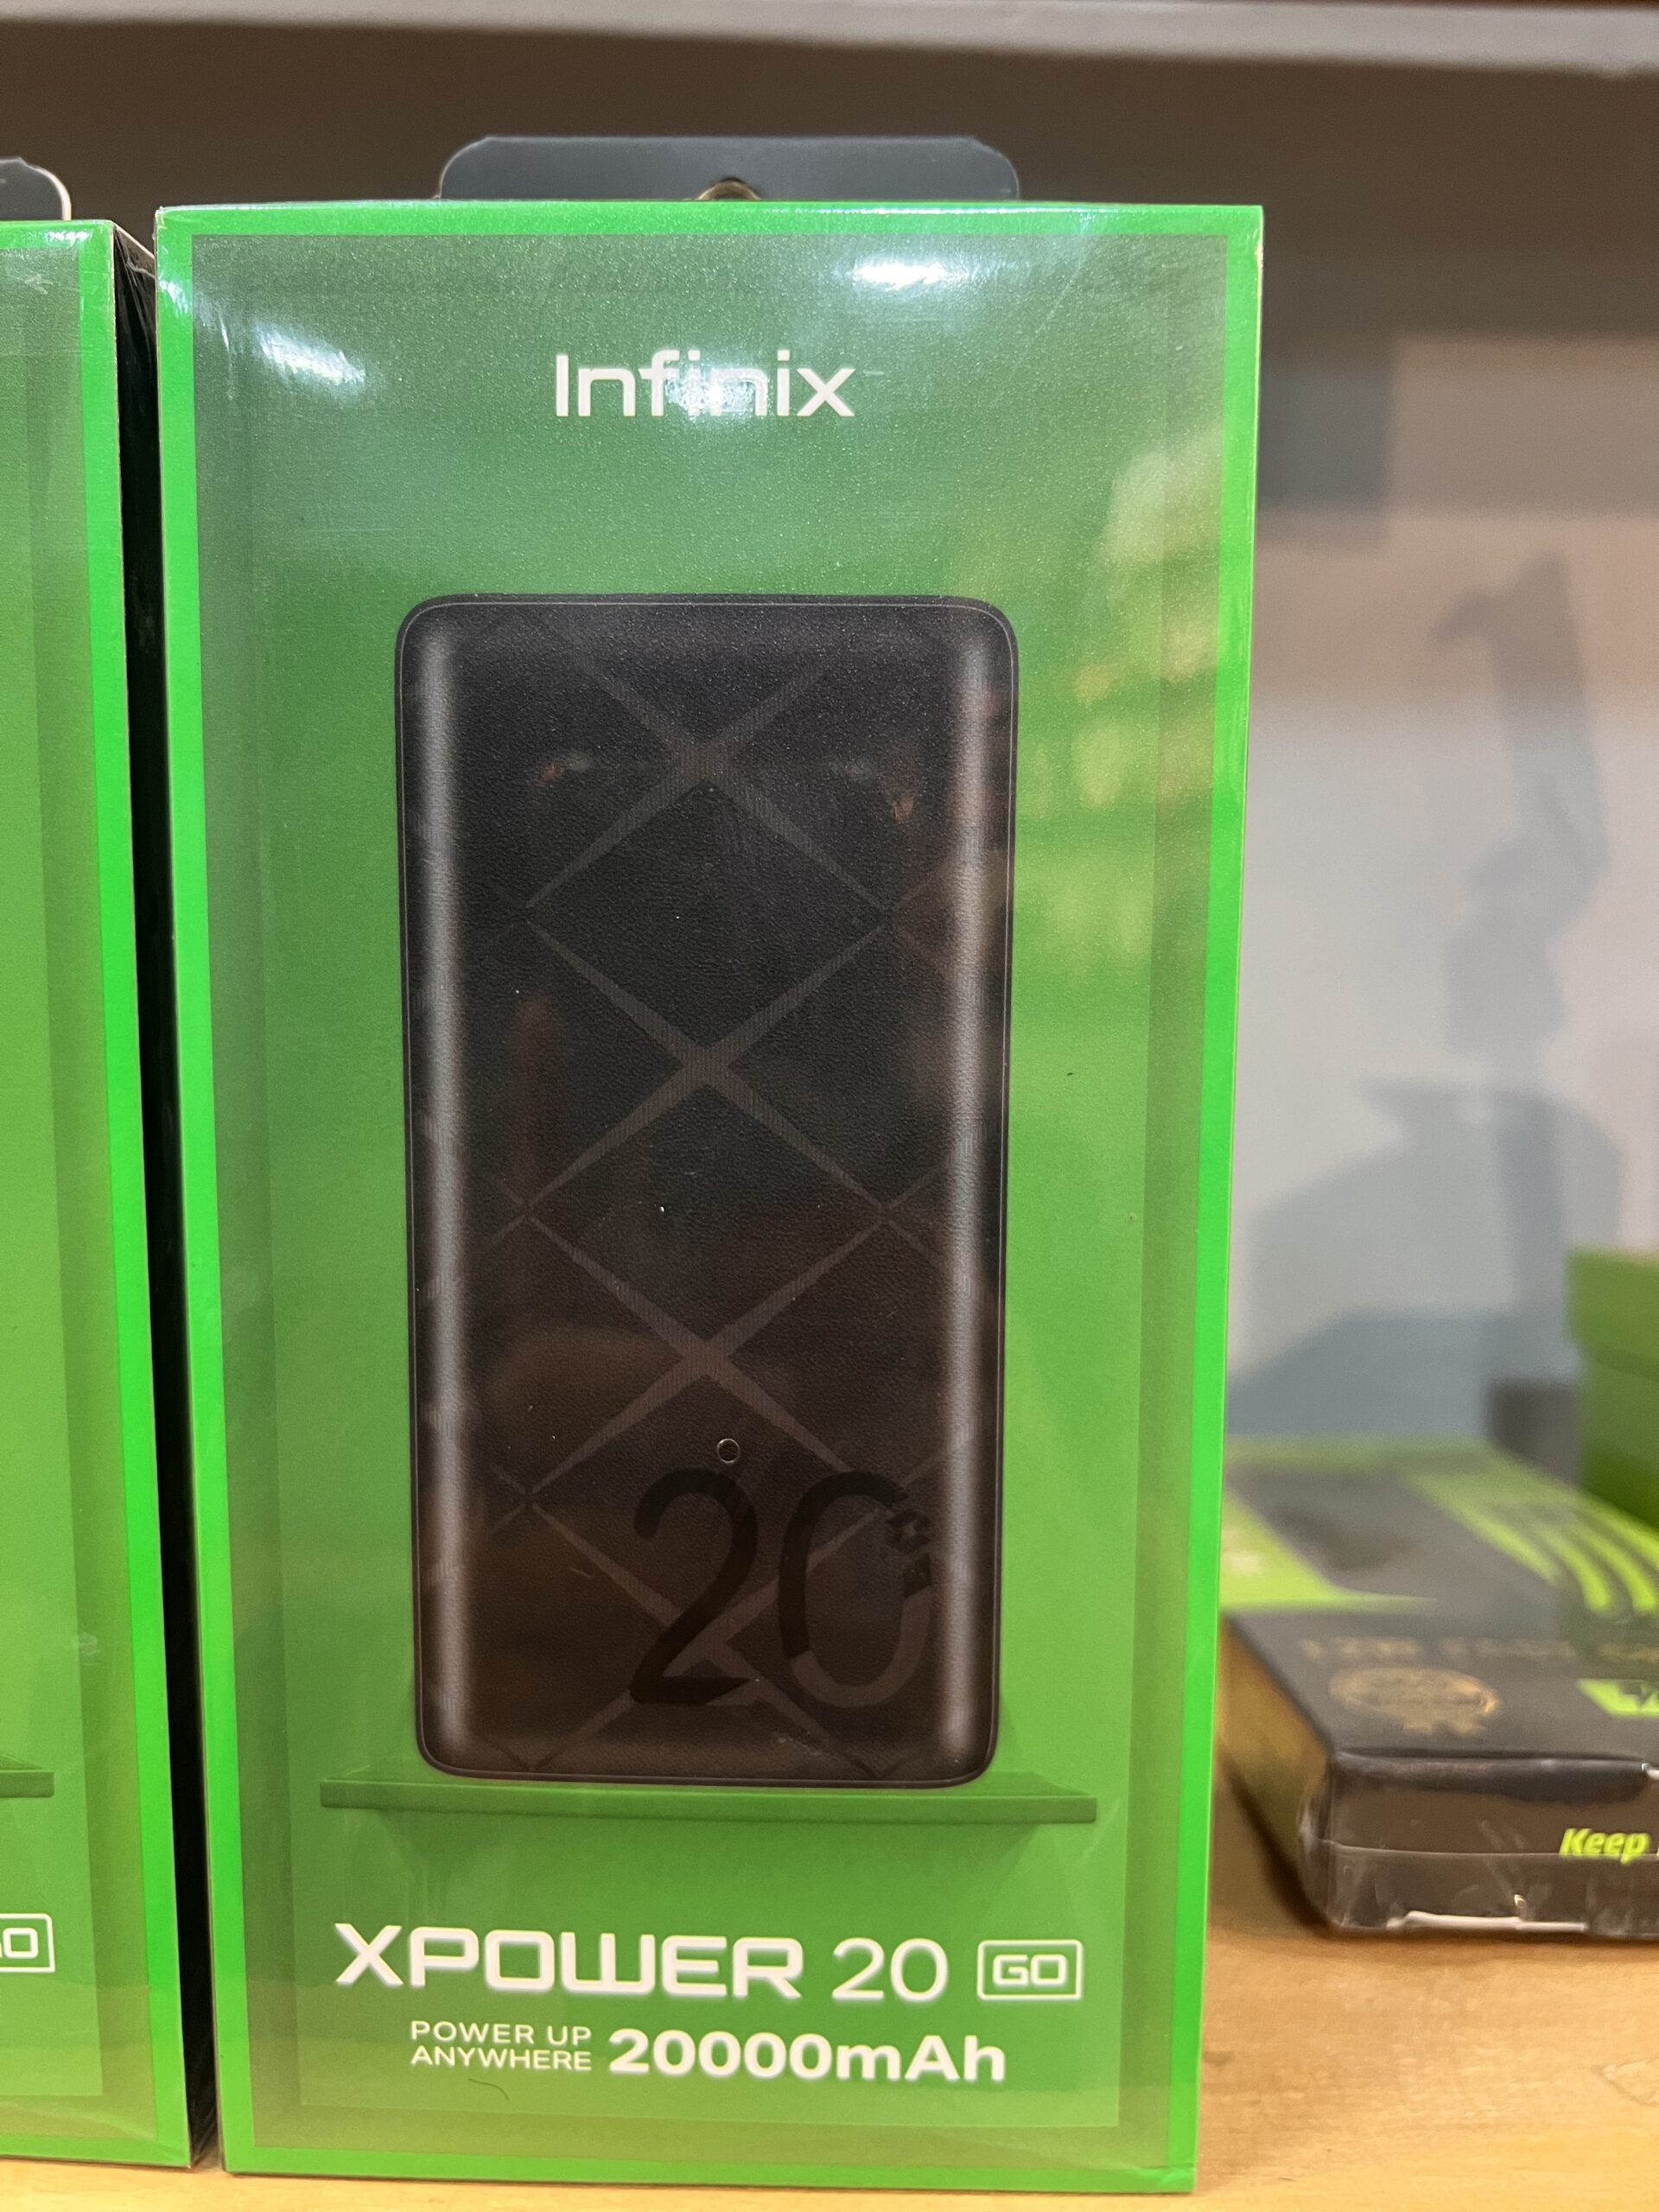 Infinix
20
XPOWER 20 GO
POWER UP
ANYWHERE 20000mAh
Keep